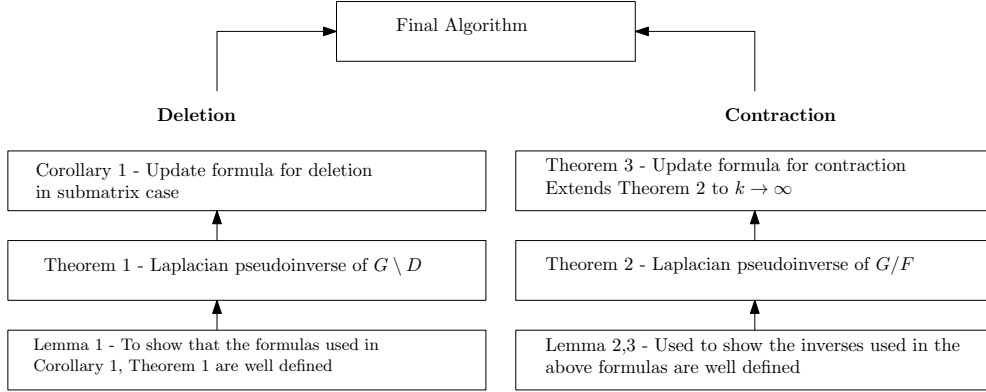 Final Algorithm
Deletion
Contraction
Corollary 1 - Update formula for deletion
in submatrix case
Theorem 3 - Update formula for contraction
Extends Theorem 2 to k → ∞
Theorem 1 - Laplacian pseudoinverse of G \ D
Theorem 2 - Laplacian pseudoinverse of G/F
Lemma 1 - To show that the formulas used in
Corollary 1, Theorem 1 are well defined
Lemma 2,3 - Used to show the inverses used in the
above formulas are well defined